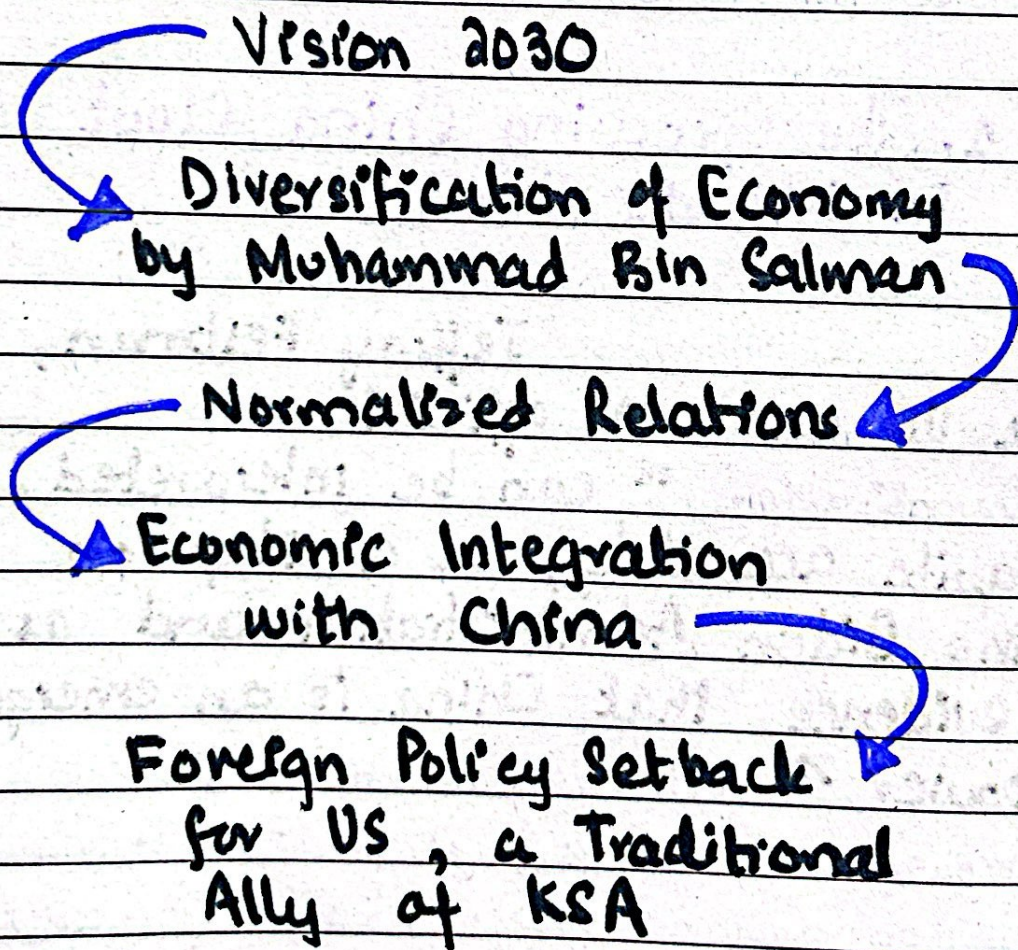 Vision 2030
Diversification of Economy
by Muhammad Bin Salman
Normalized Relations
Economic Integration
with China
Foreign Policy Setback
for US, a Traditional
Ally of KSA